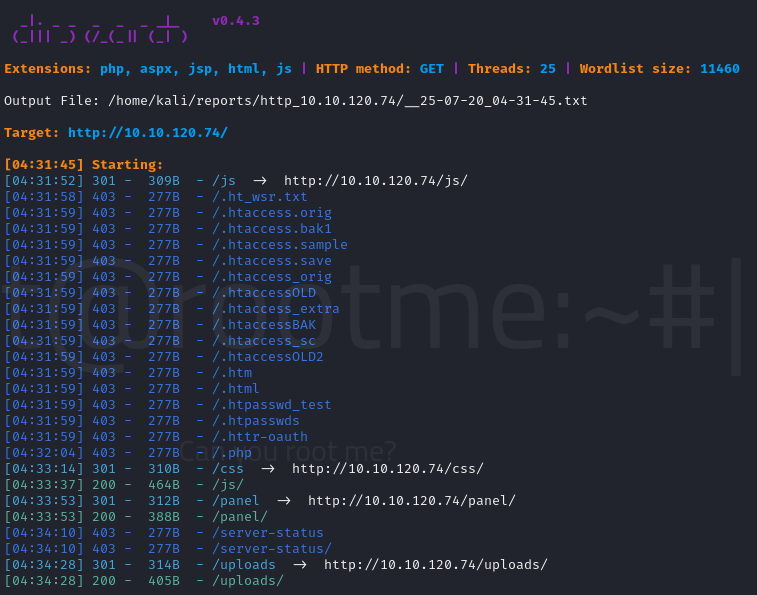 _|. _ _  _  _  _ _|_    v0.4.3
(_||| _) (/_(_|| (_| )
Extensions: php, aspx, jsp, html, js | HTTP method: GET | Threads: 25 | Wordlist size: 11460
Output File: /home/kali/reports/http_10.10.120.74/__25-07-20_04-31-45.txt
Target: http://10.10.120.74/
[04:31:45] Starting:
[04:31:52] 301 -  309B  - /js  ->  http://10.10.120.74/js/
[04:31:58] 403 -  277B  - /.ht_wsr.txt
[04:31:59] 403 -  277B  - /.htaccess.orig
[04:31:59] 403 -  277B  - /.htaccess.bak1
[04:31:59] 403 -  277B  - /.htaccess.sample
[04:31:59] 403 -  277B  - /.htaccess.save
[04:31:59] 403 -  277B  - /.htaccess_orig
[04:31:59] 403 -  277B  - /.htaccessOLD
[04:31:59] 403 -  277B  - /.htaccess_extra
[04:31:59] 403 -  277B  - /.htaccessBAK
[04:31:59] 403 -  277B  - /.htaccess_sc
[04:31:59] 403 -  277B  - /.htaccessOLD2
[04:31:59] 403 -  277B  - /.htm
[04:31:59] 403 -  277B  - /.html
[04:31:59] 403 -  277B  - /.htpasswd_test
[04:31:59] 403 -  277B  - /.htpasswds
[04:31:59] 403 -  277B  - /.httr-oauth
[04:32:04] 403 -  277B  - /.php
[04:33:14] 301 -  310B  - /css  ->  http://10.10.120.74/css/
[04:33:37] 200 -  464B  - /js/
[04:33:53] 301 -  312B  - /panel  ->  http://10.10.120.74/panel/
[04:33:53] 200 -  388B  - /panel/
[04:34:10] 403 -  277B  - /server-status
[04:34:10] 403 -  277B  - /server-status/
[04:34:28] 301 -  314B  - /uploads  ->  http://10.10.120.74/uploads/
[04:34:28] 200 -  405B  - /uploads/
t@rootme:~#|
Can you root me?